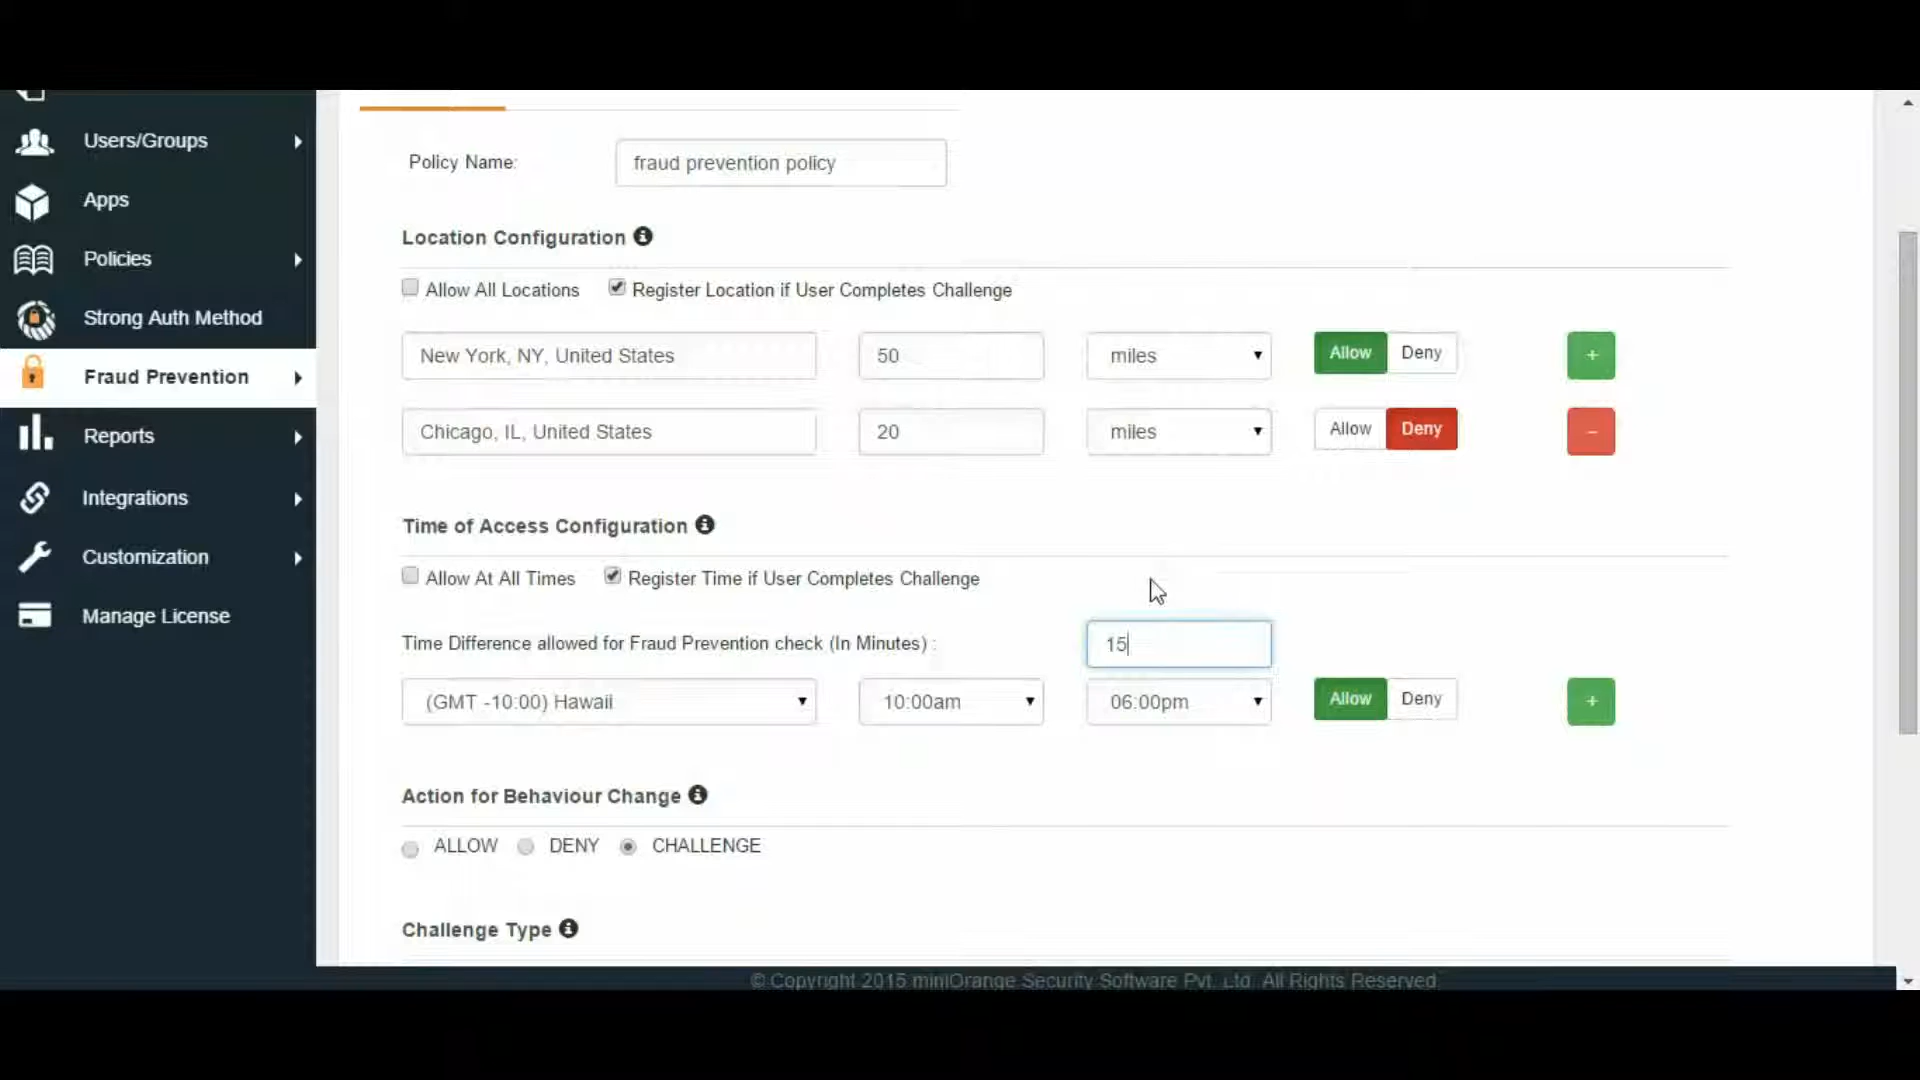 Users/Groups
Apps
Policies
Strong Auth Method
Fraud Prevention
Reports
Integrations
Customization
Manage License
Policy Name: fraud prevention policy
Location Configuration
Allow All Locations Register Location if User Completes Challenge
New York, NY, United States 50 miles Allow Deny +
Chicago, IL, United States 20 miles Allow Deny -
Time of Access Configuration
Allow At All Times Register Time if User Completes Challenge
Time Difference allowed for Fraud Prevention check (In Minutes) : 15
(GMT -10:00) Hawaii 10:00am 06:00pm Allow Deny +
Action for Behaviour Change
ALLOW DENY CHALLENGE
Challenge Type
© Copyright 2015 miniOrange Security Software Pvt. Ltd. All Rights Reserved